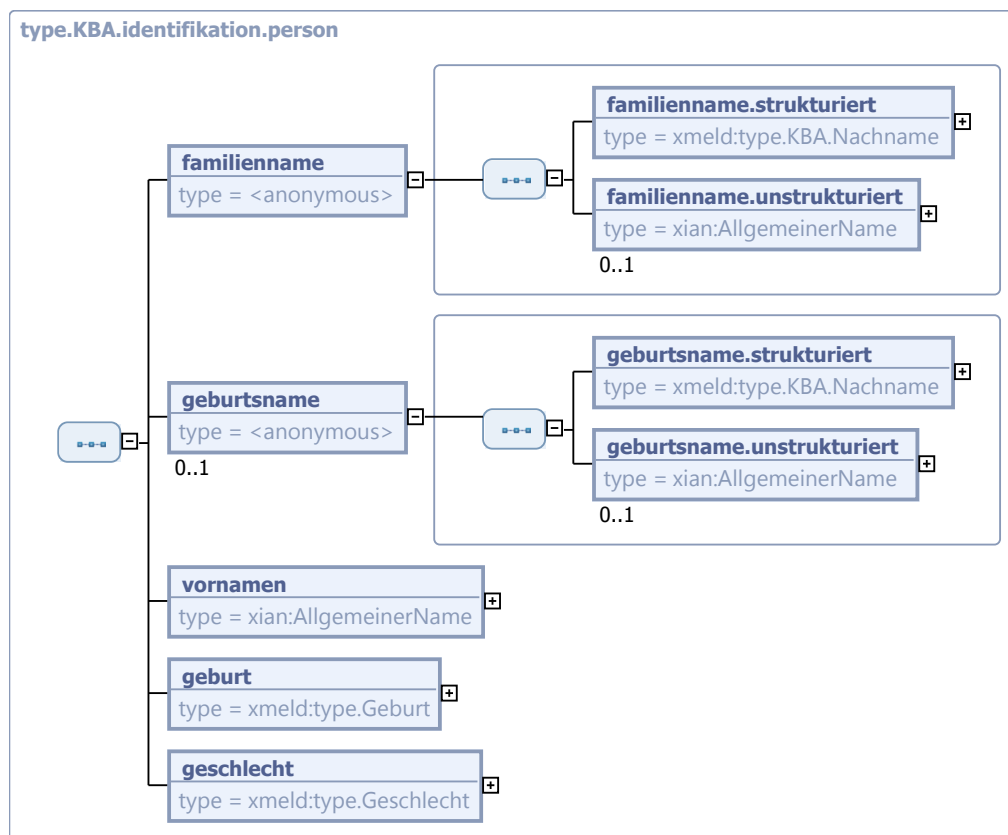 type.KBA.identifikation.person
familienname.strukturiert
type = xmeld:type.KBA.Nachname
familienname
type = <anonymous>
familienname.unstrukturiert
type = xian:AllgemeinerName
0..1
geburtsname.strukturiert
type = xmeld:type.KBA.Nachname
geburtsname
type = <anonymous>
0..1
geburtsname.unstrukturiert
type = xian:AllgemeinerName
0..1
vornamen
type = xian:AllgemeinerName
geburt
type = xmeld:type.Geburt
geschlecht
type = xmeld:type.Geschlecht